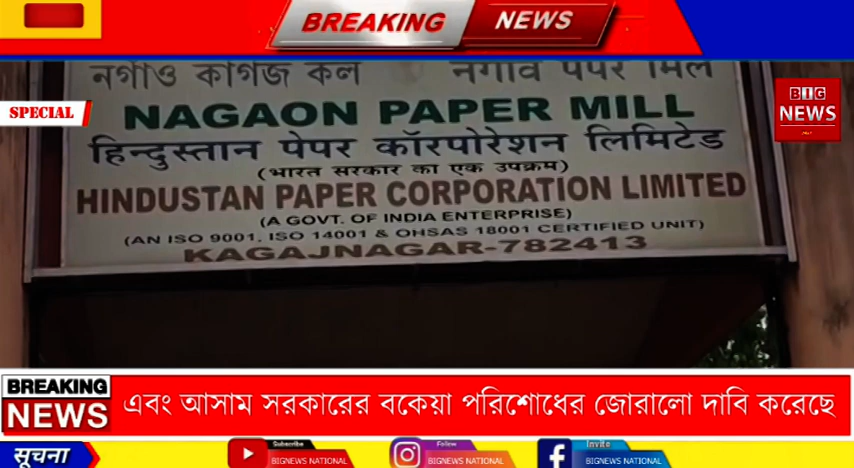 BREAKING NEWS
নগাঁও কাগজ কল नगांव पेपर मिल
SPECIAL
BIG
NEWS
NAGAON PAPER MILL
हिन्दुस्तान पेपर कॉरपोरेशन लिमिटेड
(भारत सरकार का एक उपक्रम)
HINDUSTAN PAPER CORPORATION LIMITED
(A GOVT. OF INDIA ENTERPRISE)
(AN ISO 9001, ISO 14001 & OHSAS 18001 CERTIFIED UNIT)
KAGAJNAGAR-782413
BREAKING
NEWS
এবং আসাম সরকারের বকেয়া পরিশোধের জোরালো দাবি করেছে
সূচনা
Subscribe
BIGNEWS NATIONAL
Follow
BIGNEWS NATIONAL
Invite
BIGNEWS NATIONAL